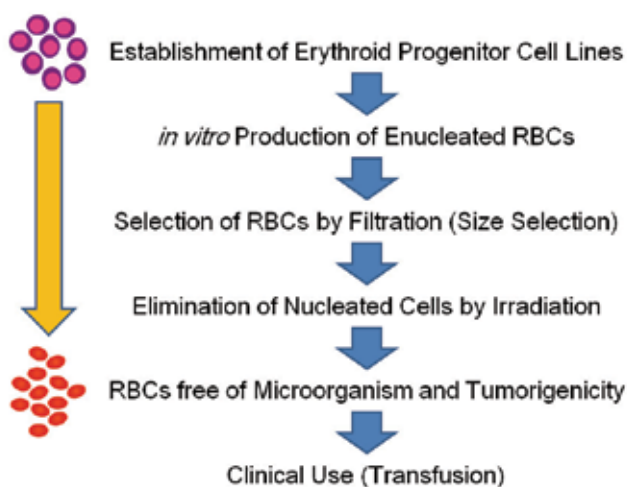 Establishment of Erythroid Progenitor Cell Lines
in vitro Production of Enucleated RBCs
Selection of RBCs by Filtration (Size Selection)
Elimination of Nucleated Cells by Irradiation
RBCs free of Microorganism and Tumorigenicity
Clinical Use (Transfusion)